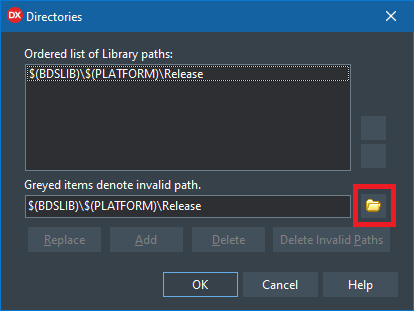 DX Directories
Ordered list of Library paths:
$(BDSLIB)\$(PLATFORM)\Release
Greyed items denote invalid path.
$(BDSLIB)\$(PLATFORM)\Release
Replace Add Delete Delete Invalid Paths
OK Cancel Help